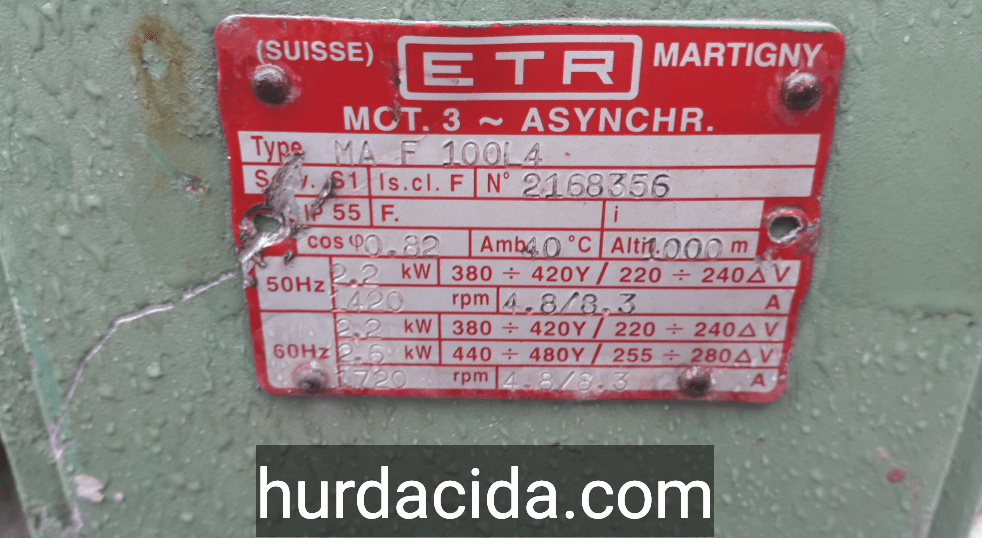 (SUISSE) ETR MARTIGNY
MOT. 3 ~ ASYNCHR.
Type MA F 100L4
S1 Is.cl. F N° 2168356
IP 55 F. i
cos φ 0.82 Amb. 40 °C Altit. 1000 m
50Hz 2.2 kW 380 ÷ 420Y / 220 ÷ 240Δ V
1420 rpm 4.8/8.3 A
60Hz 2.2 kW 380 ÷ 420Y / 220 ÷ 240Δ V
2.6 kW 440 ÷ 480Y / 255 ÷ 280Δ V
1720 rpm 4.8/8.3 A
hurdacida.com